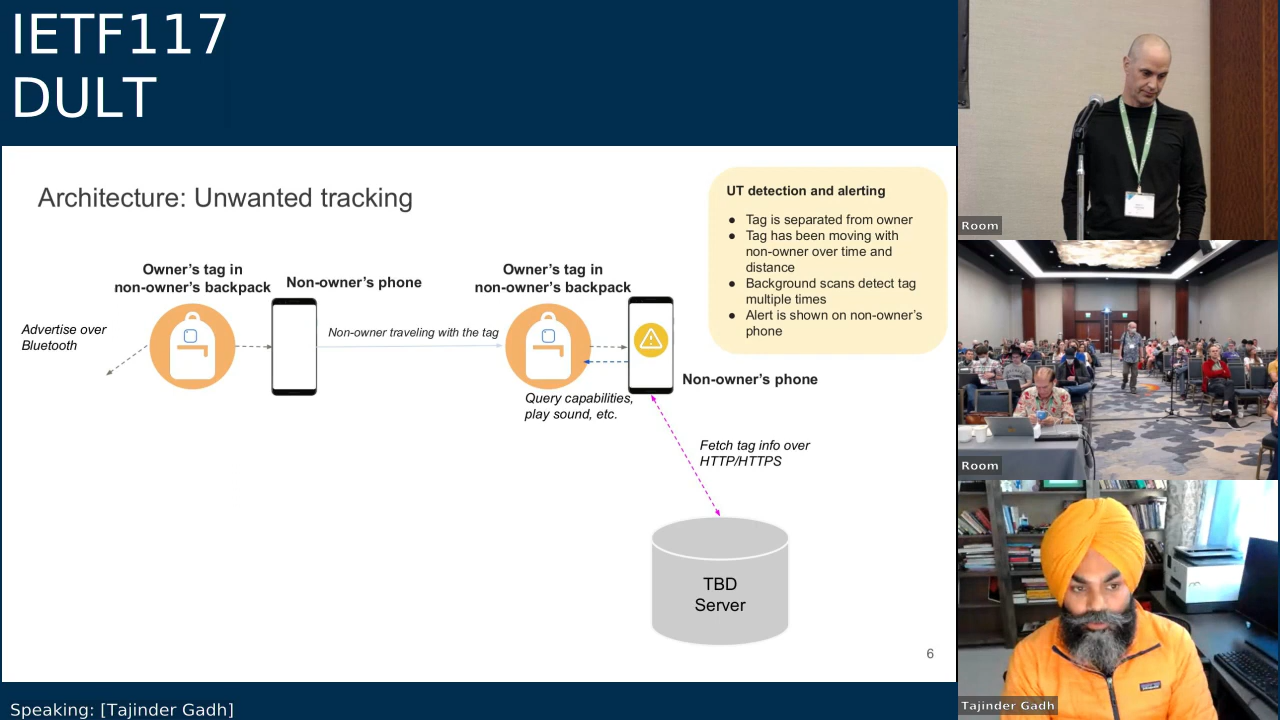 IETF117
DULT
Architecture: Unwanted tracking
UT detection and alerting
● Tag is separated from owner
● Tag has been moving with
non-owner over time and
distance
● Background scans detect tag
multiple times
● Alert is shown on non-owner's
phone
Owner's tag in
non-owner's backpack
Non-owner's phone
Owner's tag in
non-owner's backpack
Advertise over
Bluetooth
Non-owner traveling with the tag
Non-owner's phone
Query capabilities,
play sound, etc.
Fetch tag info over
HTTP/HTTPS
TBD
Server
6
Speaking: [Tajinder Gadh]
Room
Room
Tajinder Gadh